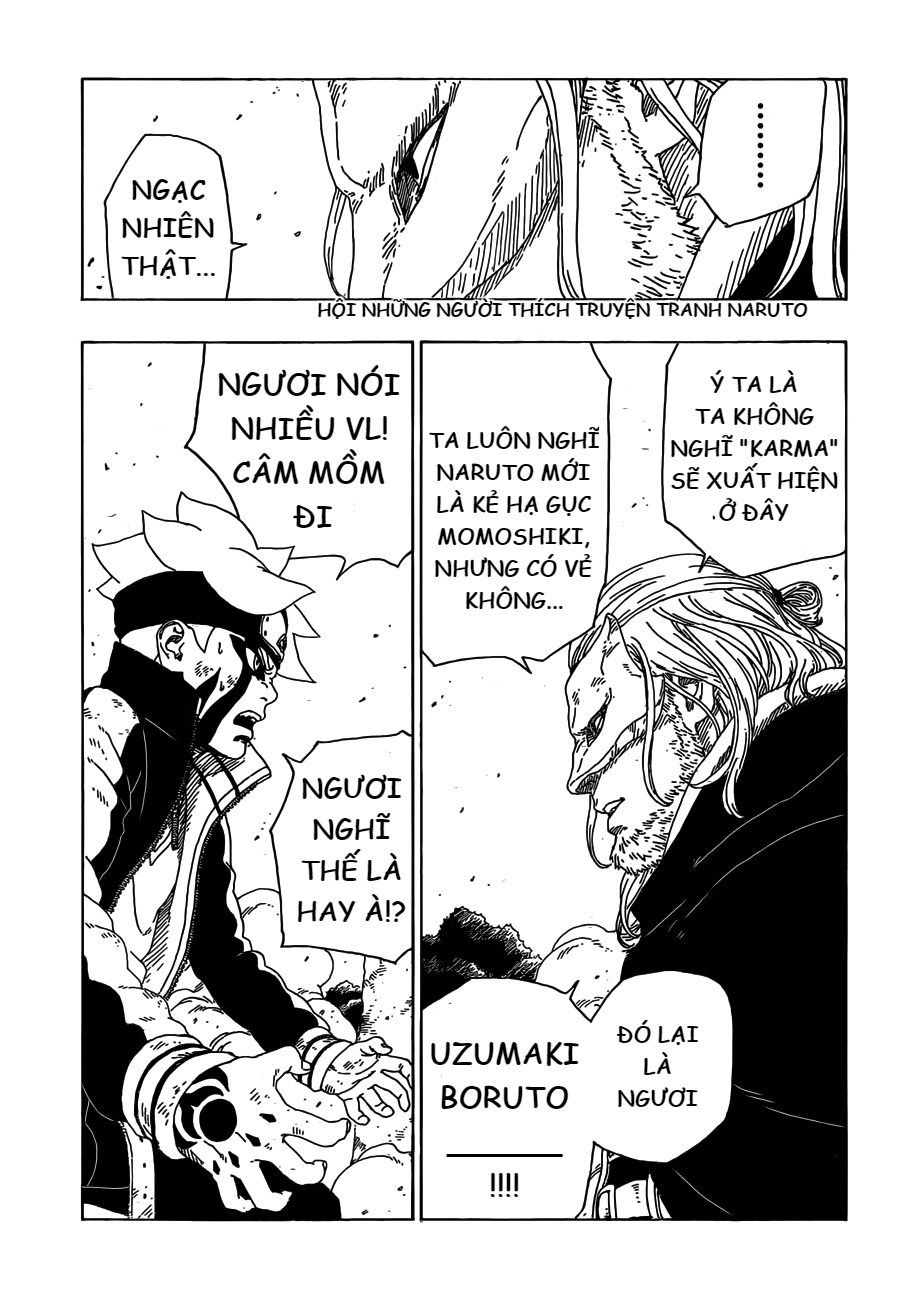 ........
NGẠC
NHIÊN
THẬT...
HỘI NHỮNG NGƯỜI THÍCH TRUYỆN TRANH NARUTO
Ý TA LÀ
TA KHÔNG
NGHĨ "KARMA"
SẼ XUẤT HIỆN
Ở ĐÂY
TA LUÔN NGHĨ
NARUTO MỚI
LÀ KẺ HẠ GỤC
MOMOSHIKI,
NHƯNG CÓ VẺ
KHÔNG...
ĐÓ LẠI
LÀ
NGƯƠI
UZUMAKI
BORUTO
!!!!
NGƯƠI NÓI
NHIỀU VL!
CÂM MỒM
ĐI
NGƯƠI
NGHĨ
THẾ LÀ
HAY À!?